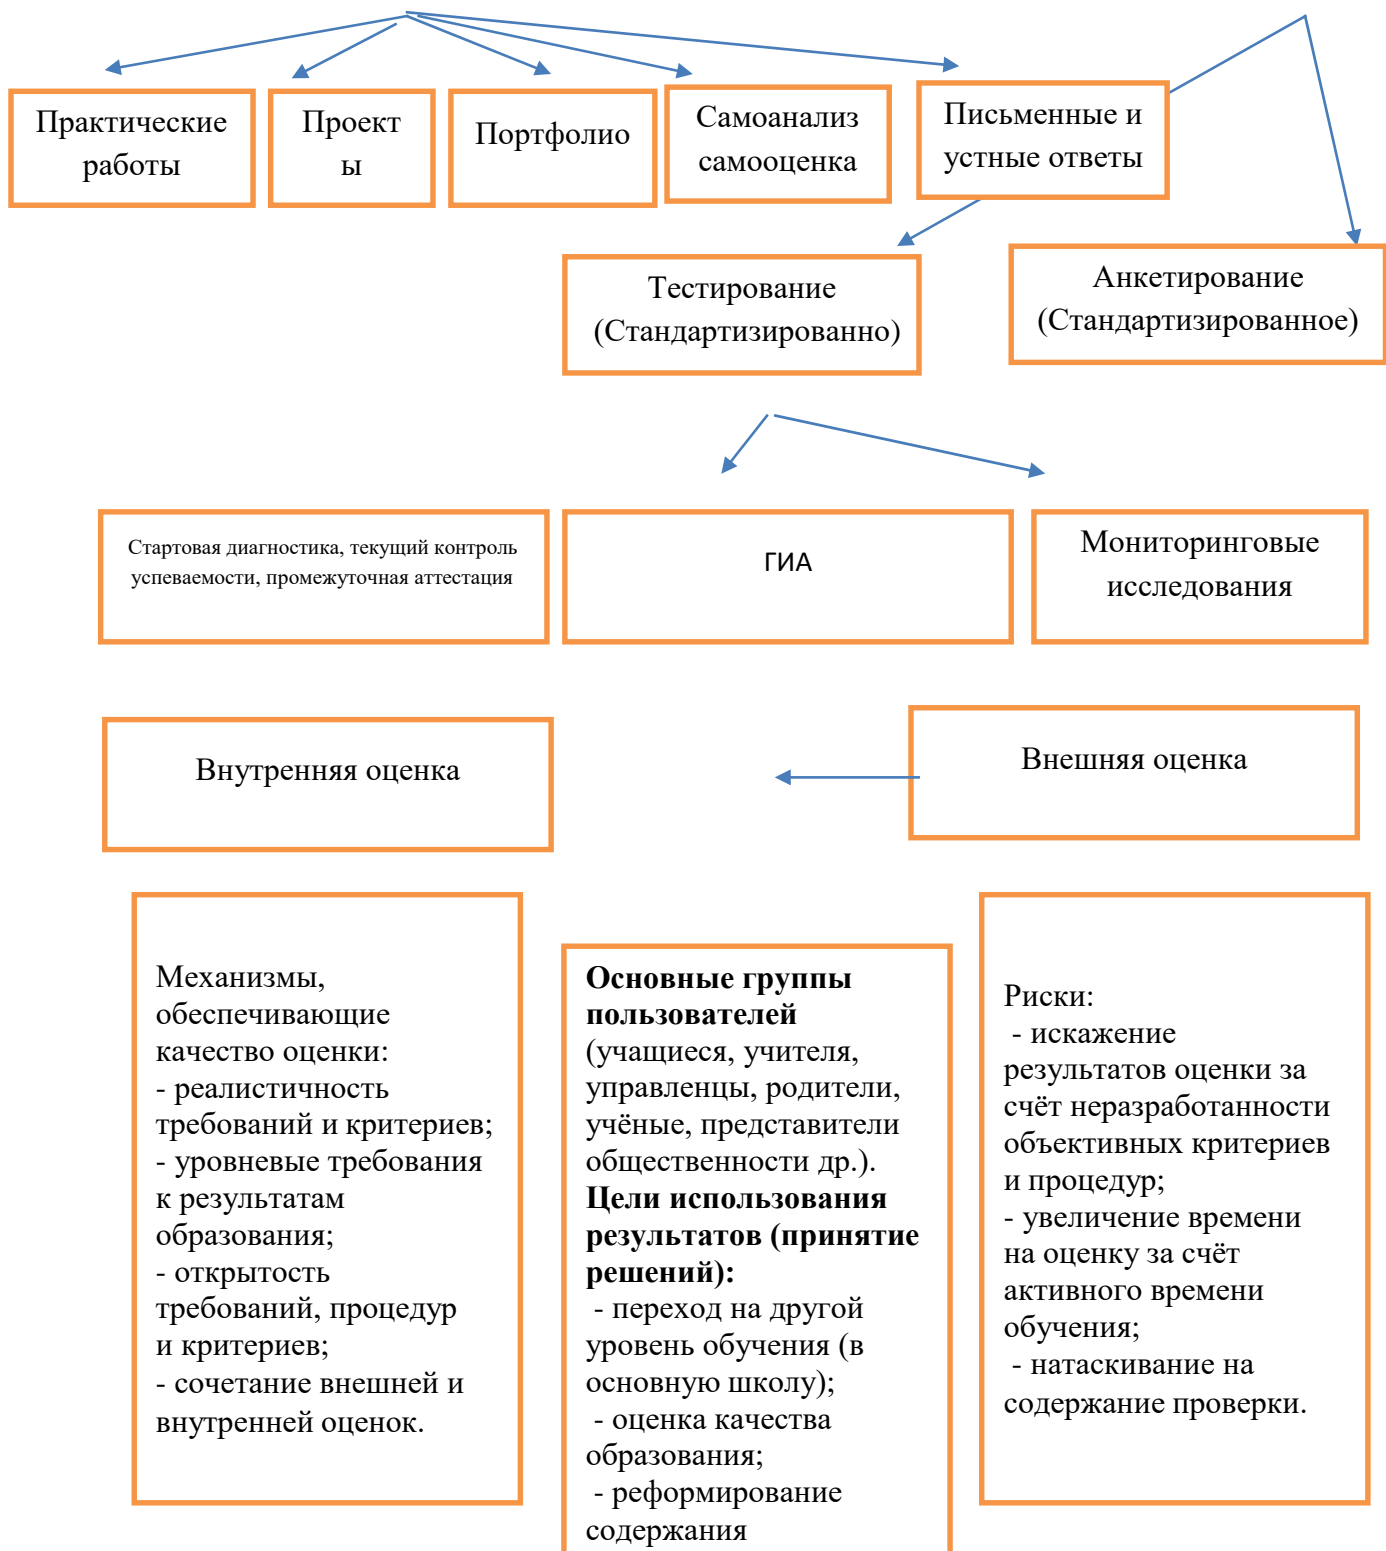 Практические
работы
Проект
ы
Портфолио
Самоанализ
самооценка
Письменные и
устные ответы
Тестирование
(Стандартизированно)
Анкетирование
(Стандартизированное)
Стартовая диагностика, текущий контроль
успеваемости, промежуточная аттестация
ГИА
Мониторинговые
исследования
Внутренняя оценка
Внешняя оценка
Механизмы,
обеспечивающие
качество оценки:
- реалистичность
требований и критериев;
- уровневые требования
к результатам
образования;
- открытость
требований, процедур
и критериев;
- сочетание внешней и
внутренней оценок.
Основные группы
пользователей
(учащиеся, учителя,
управленцы, родители,
учёные, представители
общественности др.).
Цели использования
результатов (принятие
решений):
- переход на другой
уровень обучения (в
основную школу);
- оценка качества
образования;
- реформирование
содержания
Риски:
- искажение
результатов оценки за
счёт неразработанности
объективных критериев
и процедур;
- увеличение времени
на оценку за счёт
активного времени
обучения;
- натаскивание на
содержание проверки.